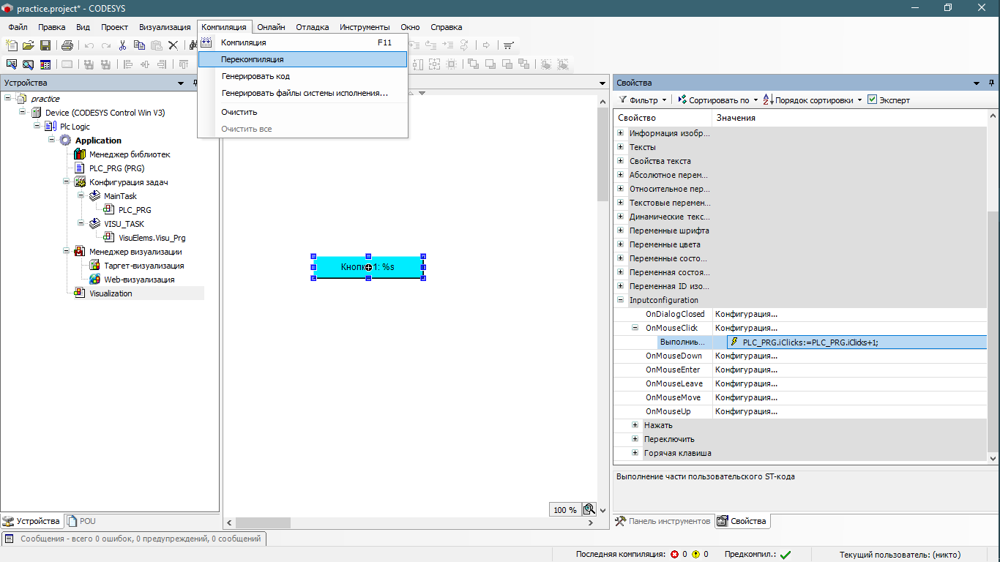 practice.project* - CODESYS
Файл Правка Вид Проект Визуализация Компиляция Онлайн Отладка Инструменты Окно Справка
Компиляция F11
Перекомпиляция
Генерировать код
Генерировать файлы системы исполнения...
Очистить
Очистить все
Устройства
practice
Device (CODESYS Control Win V3)
Plc Logic
Application
Менеджер библиотек
PLC_PRG (PRG)
Конфигурация задач
MainTask
PLC_PRG
VISU_TASK
VisuElems.Visu_Prg
Менеджер визуализации
Таргет-визуализация
Web-визуализация
Visualization
Устройства POU
1: %s
100 %
Свойства
Фильтр Сортировать по Порядок сортировки Эксперт
Свойство Значения
Информация изобр...
Тексты
Свойства текста
Абсолютное перем...
Относительное пер...
Текстовые перемен...
Динамические текс...
Переменные шрифта
Переменные цвета
Переменные состо...
Переменная состоя...
Переменная ID изо...
Inputconfiguration
OnDialogClosed Конфигурация...
OnMouseClick Конфигурация...
Выполнить... PLC_PRG.iClicks:=PLC_PRG.iClicks+1;
OnMouseDown Конфигурация...
OnMouseEnter Конфигурация...
OnMouseLeave Конфигурация...
OnMouseMove Конфигурация...
OnMouseUp Конфигурация...
Нажать
Переключить
Горячая клавиша
Выполнение части пользовательского ST-кода
Панель инструментов Свойства
Сообщения - всего 0 ошибок, 0 предупреждений, 0 сообщений
Последняя компиляция: 0 0 Предкомпил.: Текущий пользователь: (никто)